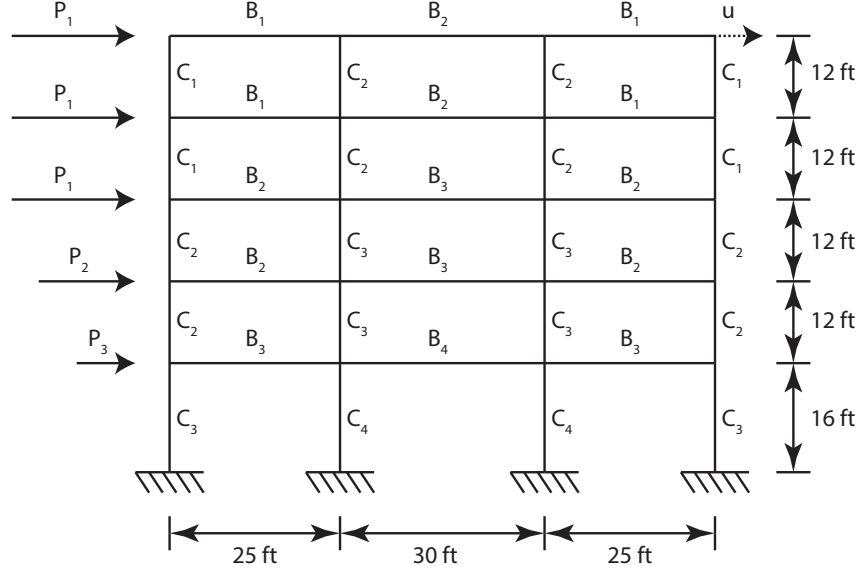 P₁ B₁ B₂ B₁ u
C₁ C₂ C₂ C₁ 12 ft
P₁ B₁ B₂ B₁
C₁ C₂ C₂ C₁ 12 ft
P₁ B₂ B₃ B₂
C₂ C₃ C₃ C₂ 12 ft
P₂ B₂ B₃ B₂
C₂ C₃ C₃ C₂ 12 ft
P₃ B₃ B₄ B₃
C₃ C₄ C₄ C₃ 16 ft
25 ft 30 ft 25 ft